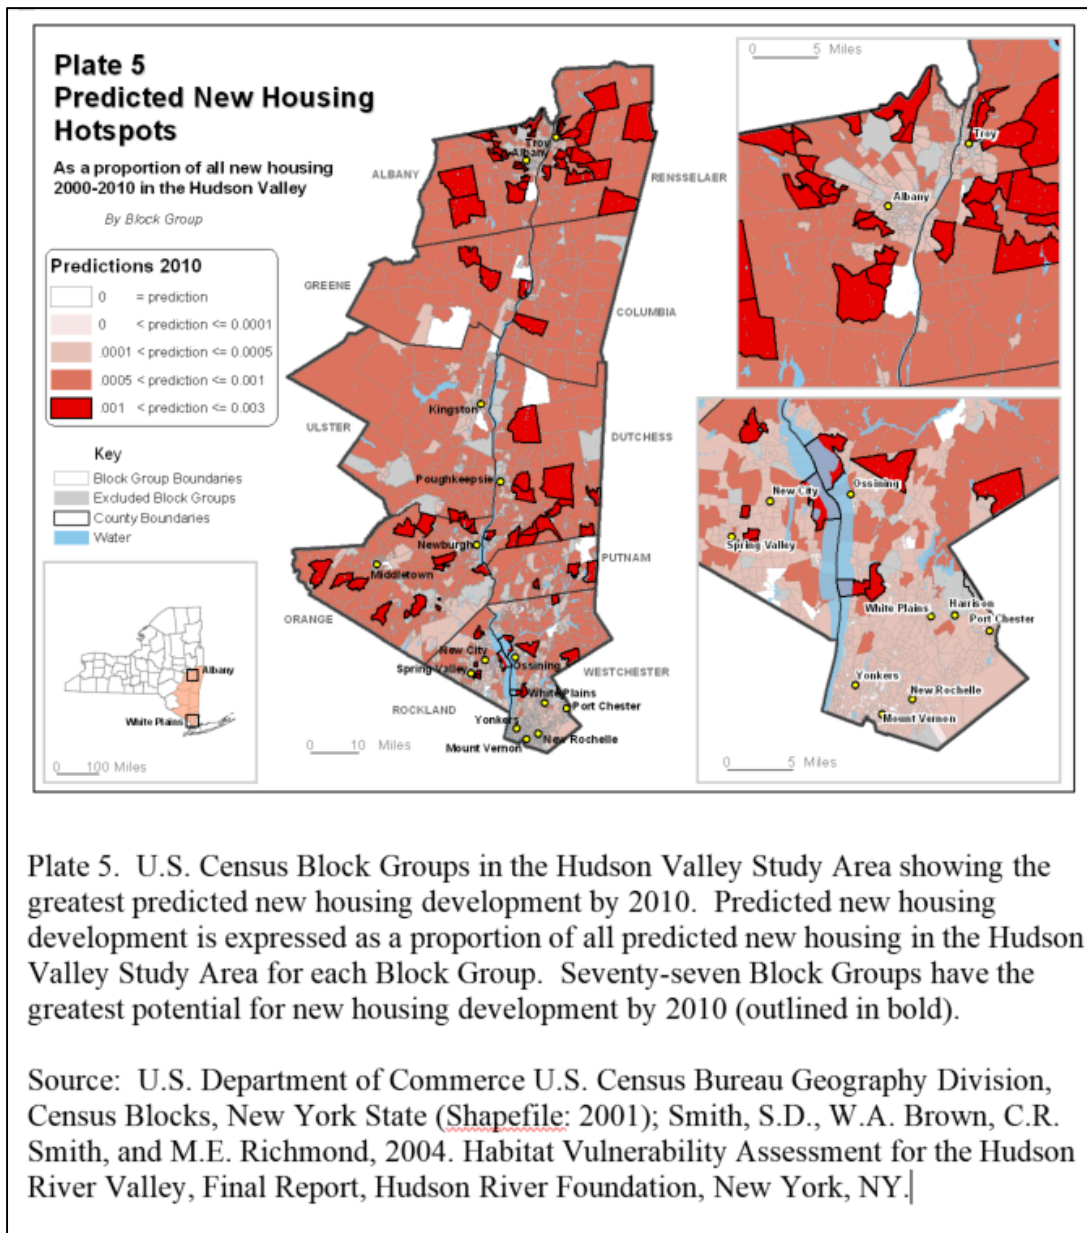 Plate 5
Predicted New Housing
Hotspots
As a proportion of all new housing
2000-2010 in the Hudson Valley
By Block Group
Predictions 2010
0 = prediction
0 < prediction <= 0.0001
.0001 < prediction <= 0.0005
.0005 < prediction <= 0.001
.001 < prediction <= 0.003
Key
Block Group Boundaries
Excluded Block Groups
County Boundaries
Water
Albany
White Plains
0 100 Miles
ALBANY
Troy
Albany
RENSSELAER
GREENE
COLUMBIA
Kingston
ULSTER
DUTCHESS
Poughkeepsie
Newburgh
Middletown
PUTNAM
ORANGE
New City
Spring Valley
Ossining
WESTCHESTER
White Plains
Port Chester
ROCKLAND
Yonkers
New Rochelle
Mount Vernon
0 10 Miles
0 5 Miles
Troy
Albany
New City
Ossining
Spring Valley
White Plains
Harrison
Port Chester
Yonkers
New Rochelle
Mount Vernon
0 5 Miles
Plate 5.  U.S. Census Block Groups in the Hudson Valley Study Area showing the
greatest predicted new housing development by 2010.  Predicted new housing
development is expressed as a proportion of all predicted new housing in the Hudson
Valley Study Area for each Block Group.  Seventy-seven Block Groups have the
greatest potential for new housing development by 2010 (outlined in bold).
Source:  U.S. Department of Commerce U.S. Census Bureau Geography Division,
Census Blocks, New York State (Shapefile: 2001); Smith, S.D., W.A. Brown, C.R.
Smith, and M.E. Richmond, 2004. Habitat Vulnerability Assessment for the Hudson
River Valley, Final Report, Hudson River Foundation, New York, NY.